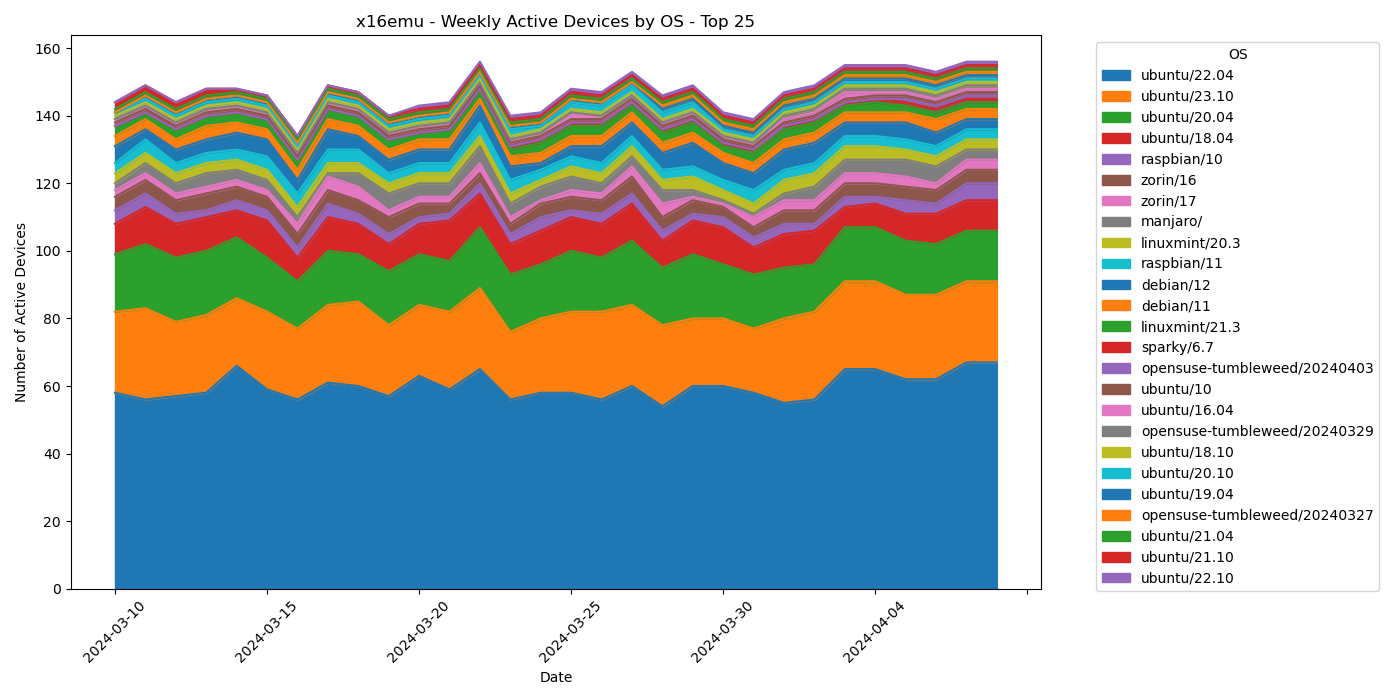 x16emu - Weekly Active Devices by OS - Top 25
Number of Active Devices
160
140
120
100
80
60
40
20
0
2024-03-10
2024-03-15
2024-03-20
2024-03-25
2024-03-30
2024-04-04
Date
OS
ubuntu/22.04
ubuntu/23.10
ubuntu/20.04
ubuntu/18.04
raspbian/10
zorin/16
zorin/17
manjaro/
linuxmint/20.3
raspbian/11
debian/12
debian/11
linuxmint/21.3
sparky/6.7
opensuse-tumbleweed/20240403
ubuntu/10
ubuntu/16.04
opensuse-tumbleweed/20240329
ubuntu/18.10
ubuntu/20.10
ubuntu/19.04
opensuse-tumbleweed/20240327
ubuntu/21.04
ubuntu/21.10
ubuntu/22.10